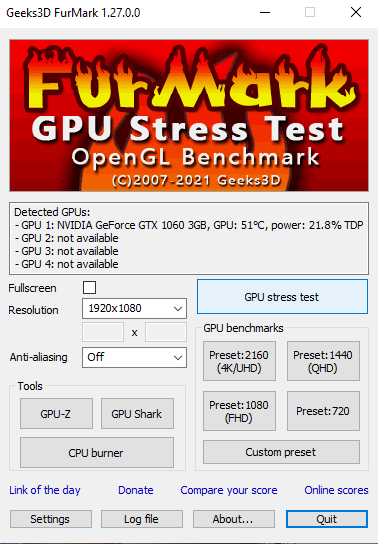 Geeks3D FurMark 1.27.0.0
FurMark
GPU Stress Test
OpenGL Benchmark
(C)2007-2021 Geeks3D
Detected GPUs:
- GPU 1: NVIDIA GeForce GTX 1060 3GB, GPU: 51°C, power: 21.8% TDP
- GPU 2: not available
- GPU 3: not available
- GPU 4: not available
Fullscreen
Resolution
1920x1080
x
Anti-aliasing
Off
GPU stress test
GPU benchmarks
Preset:2160
(4K/UHD)
Preset:1440
(QHD)
Preset:1080
(FHD)
Preset:720
Custom preset
Tools
GPU-Z
GPU Shark
CPU burner
Link of the day
Donate
Compare your score
Online scores
Settings
Log file
About...
Quit